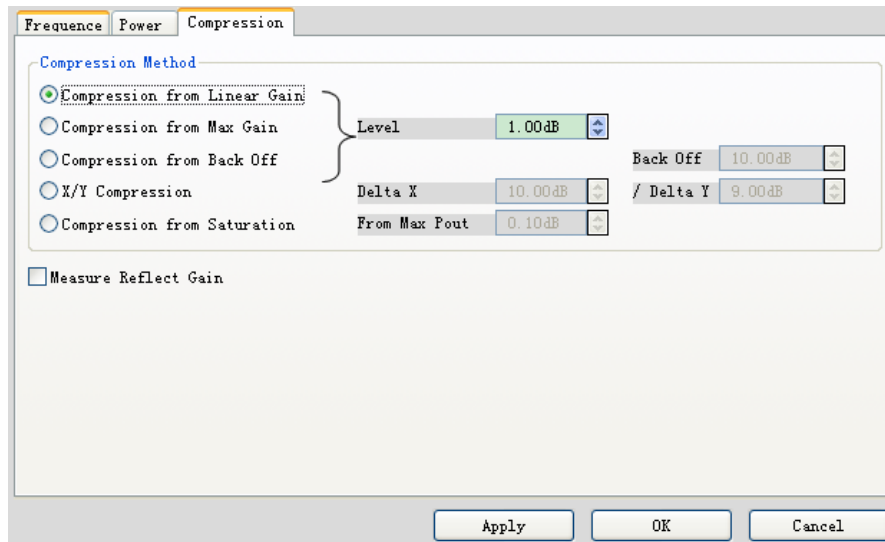 Frequence Power Compression
Compression Method
Compression from Linear Gain
Compression from Max Gain Level 1.00dB
Compression from Back Off Back Off 10.00dB
X/Y Compression Delta X 10.00dB / Delta Y 9.00dB
Compression from Saturation From Max Pout 0.10dB
Measure Reflect Gain
Apply OK Cancel